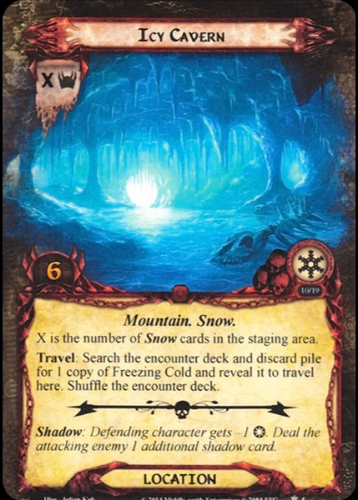 ICY CAVERN
X
6
10/19
Mountain. Snow.
X is the number of Snow cards in the staging area.
Travel: Search the encounter deck and discard pile
for 1 copy of Freezing Cold and reveal it to travel
here. Shuffle the encounter deck.
Shadow: Defending character gets –1 . Deal the
attacking enemy 1 additional shadow card.
LOCATION